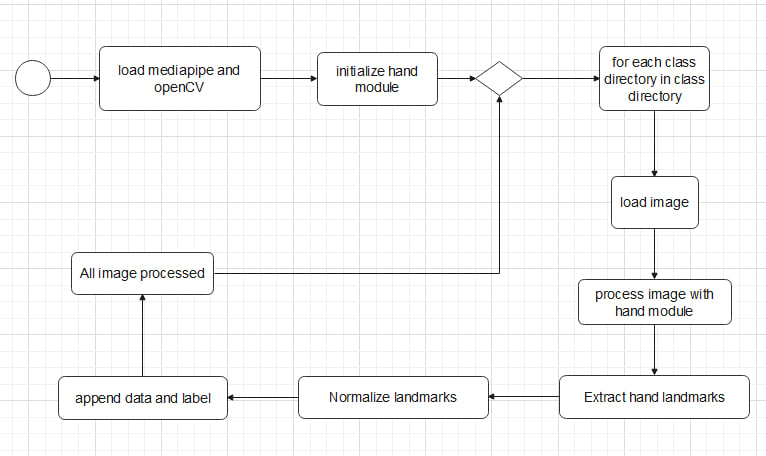 load mediapipe and
openCV
initialize hand
module
for each class
directory in class
directory
load image
process image with
hand module
Extract hand landmarks
Normalize landmarks
append data and label
All image processed